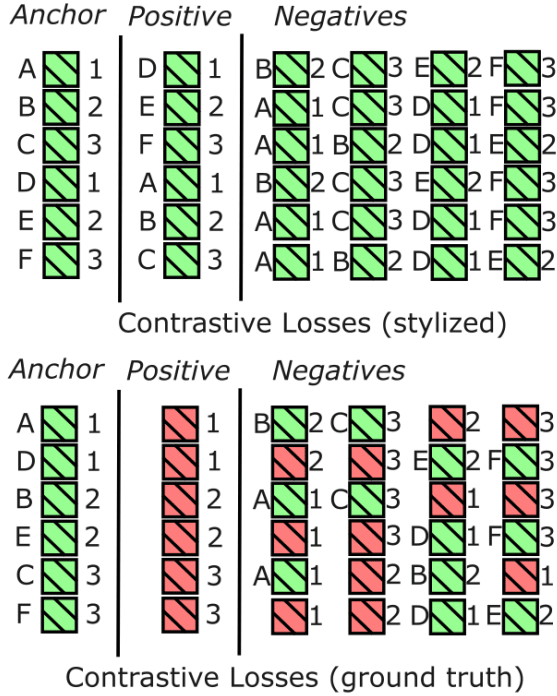 Anchor Positive Negatives
A 1 D 1 B 2 C 3 E 2 F 3
B 2 E 2 A 1 C 3 D 1 F 3
C 3 F 3 A 1 B 2 D 1 E 2
D 1 A 1 B 2 C 3 E 2 F 3
E 2 B 2 A 1 C 3 D 1 F 3
F 3 C 3 A 1 B 2 D 1 E 2
Contrastive Losses (stylized)
Anchor Positive Negatives
A 1 1 B 2 C 3 2 3
D 1 1 2 3 E 2 F 3
B 2 2 A 1 C 3 1 3
E 2 2 1 3 D 1 F 3
C 3 3 A 1 2 B 2 1
F 3 3 1 2 D 1 E 2
Contrastive Losses (ground truth)